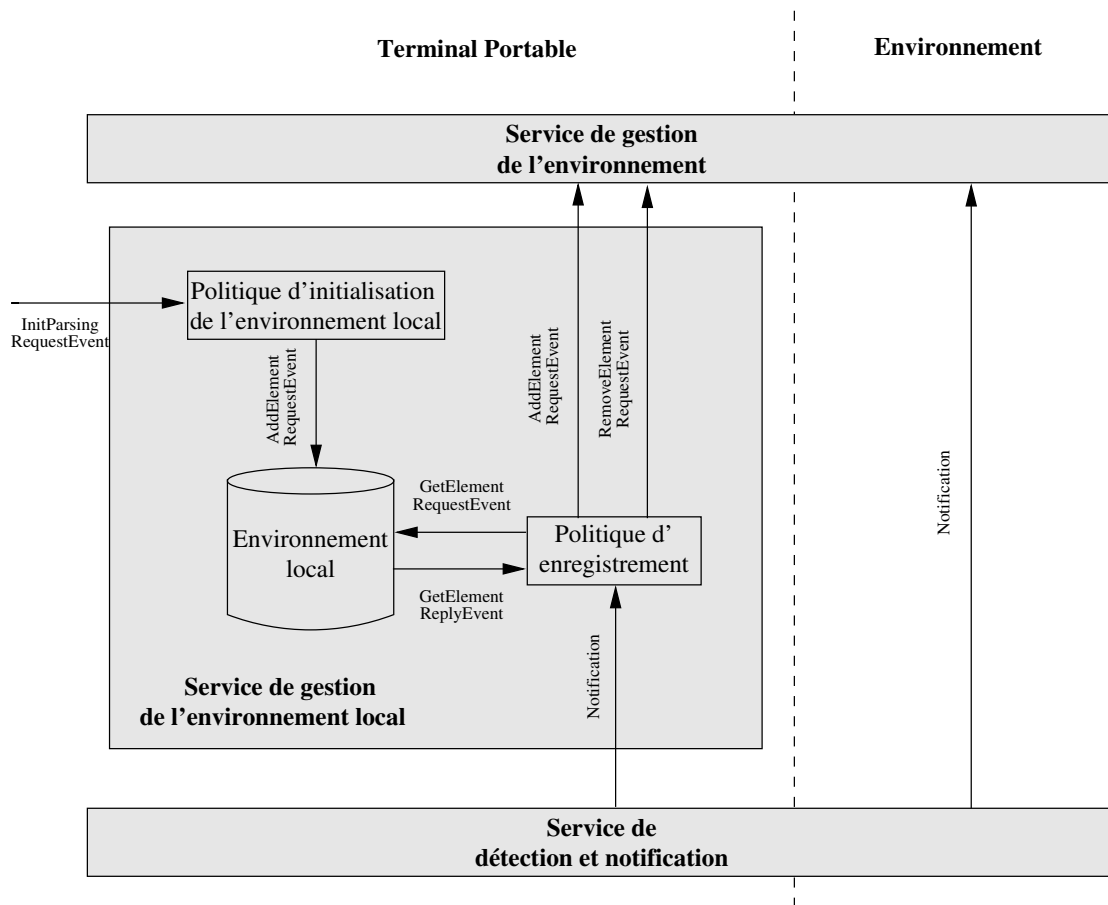 Terminal Portable
Environnement
Service de gestion
de l'environnement
Politique d'initialisation
de l'environnement local
InitParsing
RequestEvent
AddElement
RequestEvent
AddElement
RequestEvent
RemoveElement
RequestEvent
Notification
GetElement
RequestEvent
Environnement
local
Politique d'
enregistrement
GetElement
ReplyEvent
Notification
Service de gestion
de l'environnement local
Service de
détection et notification